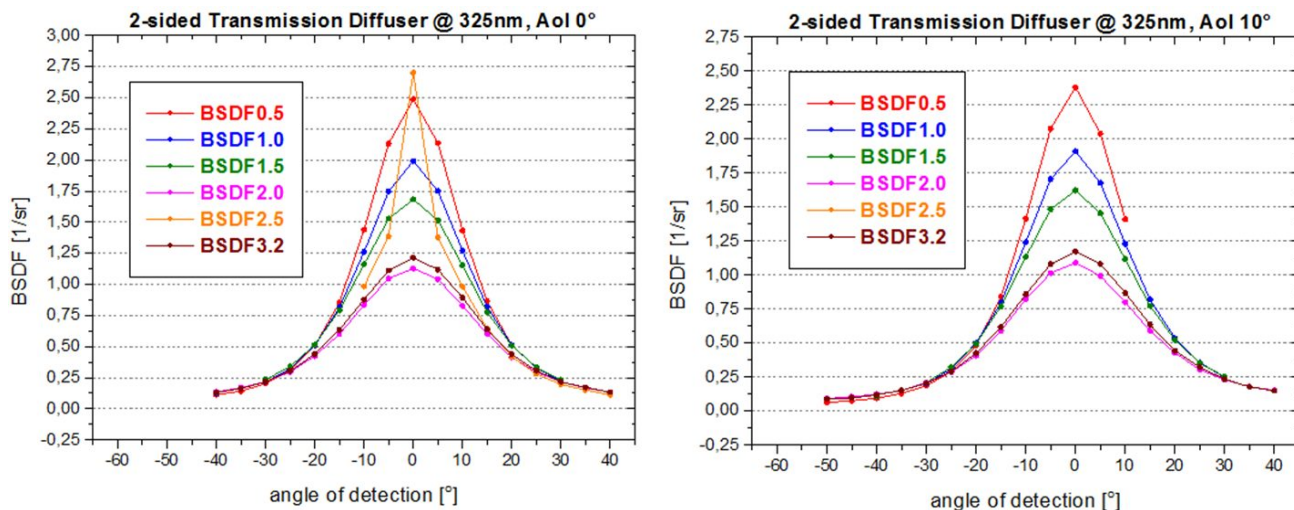 2-sided Transmission Diffuser @ 325nm, AoI 0°
3,00
2,75
2,50
2,25
2,00
1,75
1,50
1,25
1,00
0,75
0,50
0,25
0,00
-0,25
BSDF [1/sr]
BSDF0.5
BSDF1.0
BSDF1.5
BSDF2.0
BSDF2.5
BSDF3.2
-60 -50 -40 -30 -20 -10 0 10 20 30 40
angle of detection [°]
2-sided Transmission Diffuser @ 325nm, AoI 10°
2,75
2,50
2,25
2,00
1,75
1,50
1,25
1,00
0,75
0,50
0,25
0,00
-0,25
BSDF [1/sr]
BSDF0.5
BSDF1.0
BSDF1.5
BSDF2.0
BSDF2.5
BSDF3.2
-60 -50 -40 -30 -20 -10 0 10 20 30 40
angle of detection [°]